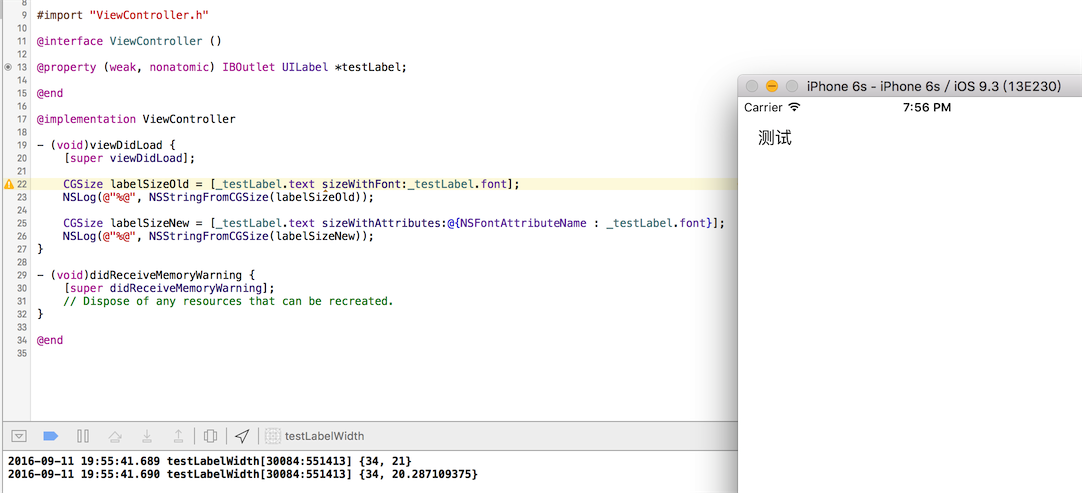 8
9 #import "ViewController.h"
10
11 @interface ViewController ()
12
13 @property (weak, nonatomic) IBOutlet UILabel *testLabel;
14
15 @end
16
17 @implementation ViewController
18
19 - (void)viewDidLoad {
20 [super viewDidLoad];
21
22 CGSize labelSizeOld = [_testLabel.text sizeWithFont:_testLabel.font];
23 NSLog(@"%@", NSStringFromCGSize(labelSizeOld));
24
25 CGSize labelSizeNew = [_testLabel.text sizeWithAttributes:@{NSFontAttributeName : _testLabel.font}];
26 NSLog(@"%@", NSStringFromCGSize(labelSizeNew));
27 }
28
29 - (void)didReceiveMemoryWarning {
30 [super didReceiveMemoryWarning];
31 // Dispose of any resources that can be recreated.
32 }
33
34 @end
35
iPhone 6s - iPhone 6s / iOS 9.3 (13E230)
Carrier 7:56 PM
测试
testLabelWidth
2016-09-11 19:55:41.689 testLabelWidth[30084:551413] {34, 21}
2016-09-11 19:55:41.690 testLabelWidth[30084:551413] {34, 20.287109375}